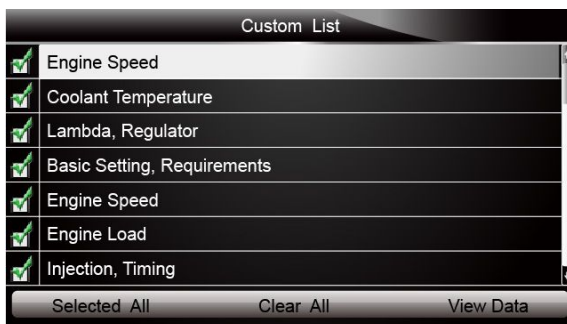 Custom List
Engine Speed
Coolant Temperature
Lambda, Regulator
Basic Setting, Requirements
Engine Speed
Engine Load
Injection, Timing
Selected All Clear All View Data